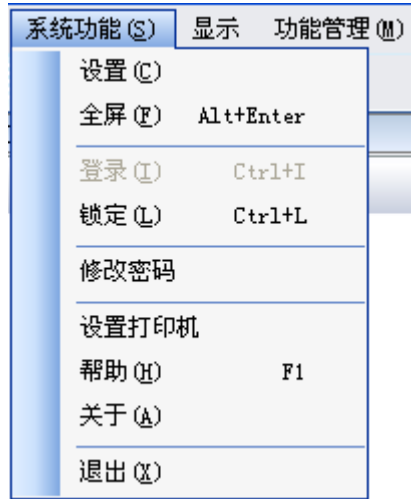 系统功能(S) 显示 功能管理(M)
设置(C)
全屏(F) Alt+Enter
登录(I) Ctrl+I
锁定(L) Ctrl+L
修改密码
设置打印机
帮助(H) F1
关于(A)
退出(X)